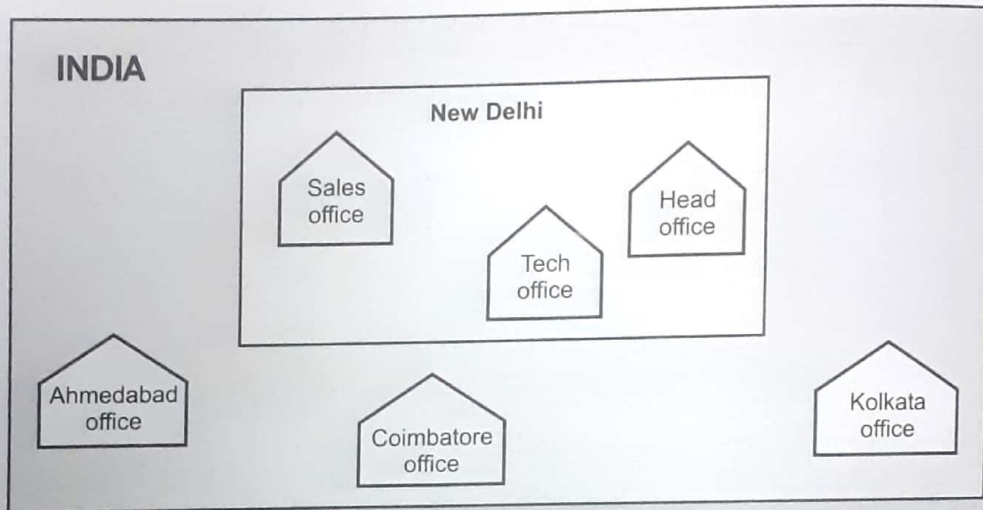 INDIA
New Delhi
Sales
office
Head
office
Tech
office
Ahmedabad
office
Coimbatore
office
Kolkata
office